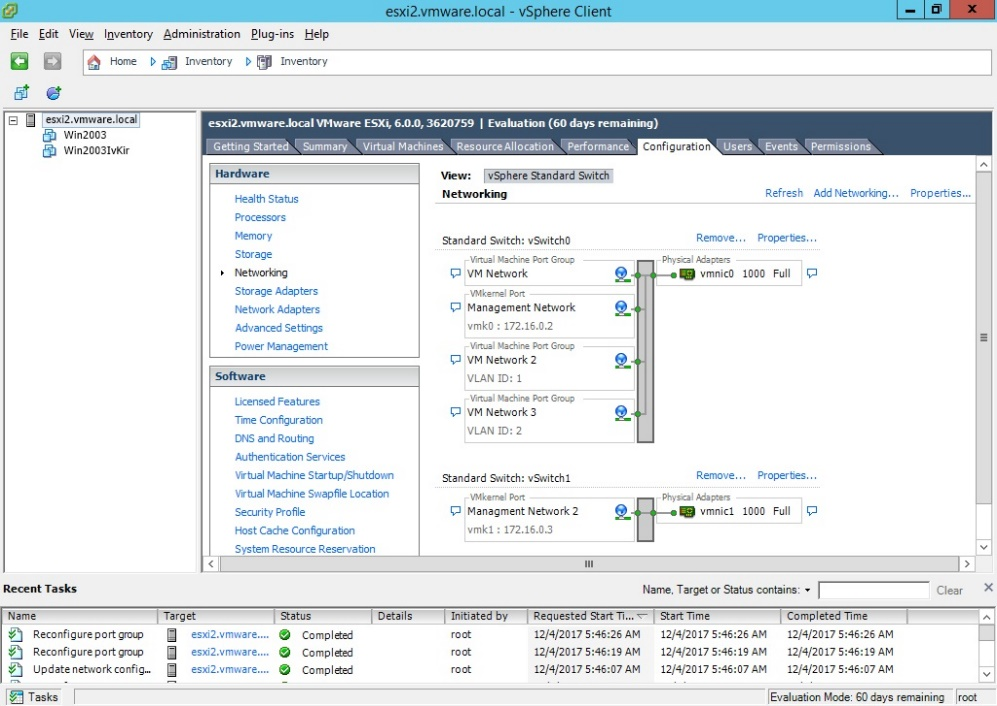 esxi2.vmware.local - vSphere Client
File Edit View Inventory Administration Plug-ins Help
Home Inventory Inventory
esxi2.vmware.local
Win2003
Win2003IvKir
esxi2.vmware.local VMware ESXi, 6.0.0, 3620759 | Evaluation (60 days remaining)
Getting Started Summary Virtual Machines Resource Allocation Performance Configuration Users Events Permissions
Hardware
Health Status
Processors
Memory
Storage
Networking
Storage Adapters
Network Adapters
Advanced Settings
Power Management
Software
Licensed Features
Time Configuration
DNS and Routing
Authentication Services
Virtual Machine Startup/Shutdown
Virtual Machine Swapfile Location
Security Profile
Host Cache Configuration
System Resource Reservation
View: vSphere Standard Switch
Networking
Refresh Add Networking... Properties...
Standard Switch: vSwitch0 Remove... Properties...
Virtual Machine Port Group Physical Adapters
VM Network vmnic0 1000 Full
VMkernel Port
Management Network
vmk0 : 172.16.0.2
Virtual Machine Port Group
VM Network 2
VLAN ID: 1
Virtual Machine Port Group
VM Network 3
VLAN ID: 2
Standard Switch: vSwitch1 Remove... Properties...
VMkernel Port Physical Adapters
Managment Network 2 vmnic1 1000 Full
vmk1 : 172.16.0.3
Recent Tasks
Name, Target or Status contains: Clear
Name Target Status Details Initiated by Requested Start Ti... Start Time Completed Time
Reconfigure port group esxi2.vmware.... Completed root 12/4/2017 5:46:26 AM 12/4/2017 5:46:26 AM 12/4/2017 5:46:26 AM
Reconfigure port group esxi2.vmware.... Completed root 12/4/2017 5:46:19 AM 12/4/2017 5:46:19 AM 12/4/2017 5:46:19 AM
Update network config... esxi2.vmware.... Completed root 12/4/2017 5:46:07 AM 12/4/2017 5:46:07 AM 12/4/2017 5:46:07 AM
Tasks Evaluation Mode: 60 days remaining root